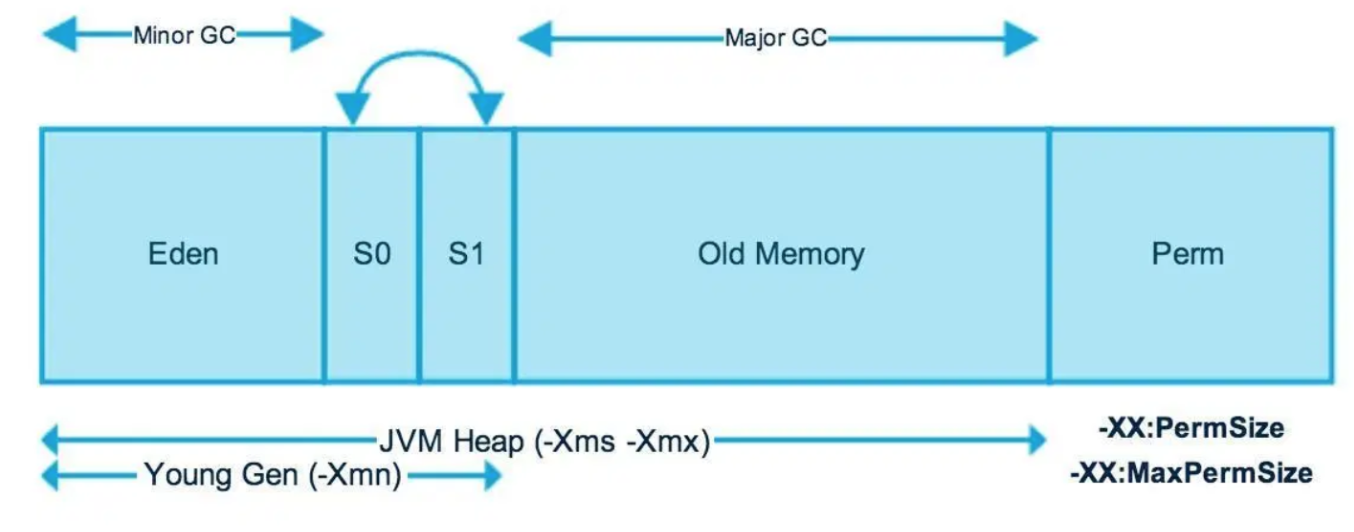 Minor GC
Major GC
Eden
S0
S1
Old Memory
Perm
JVM Heap (-Xms -Xmx)
Young Gen (-Xmn)
-XX:PermSize
-XX:MaxPermSize